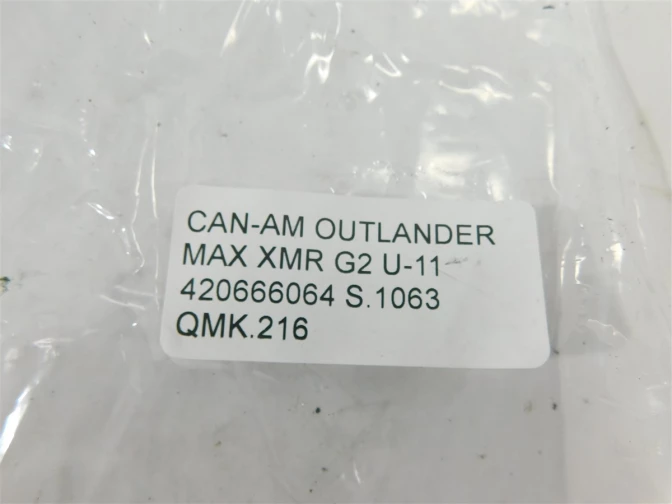 CAN-AM OUTLANDER
MAX XMR G2 U-11
420666064 S.1063
QMK.216